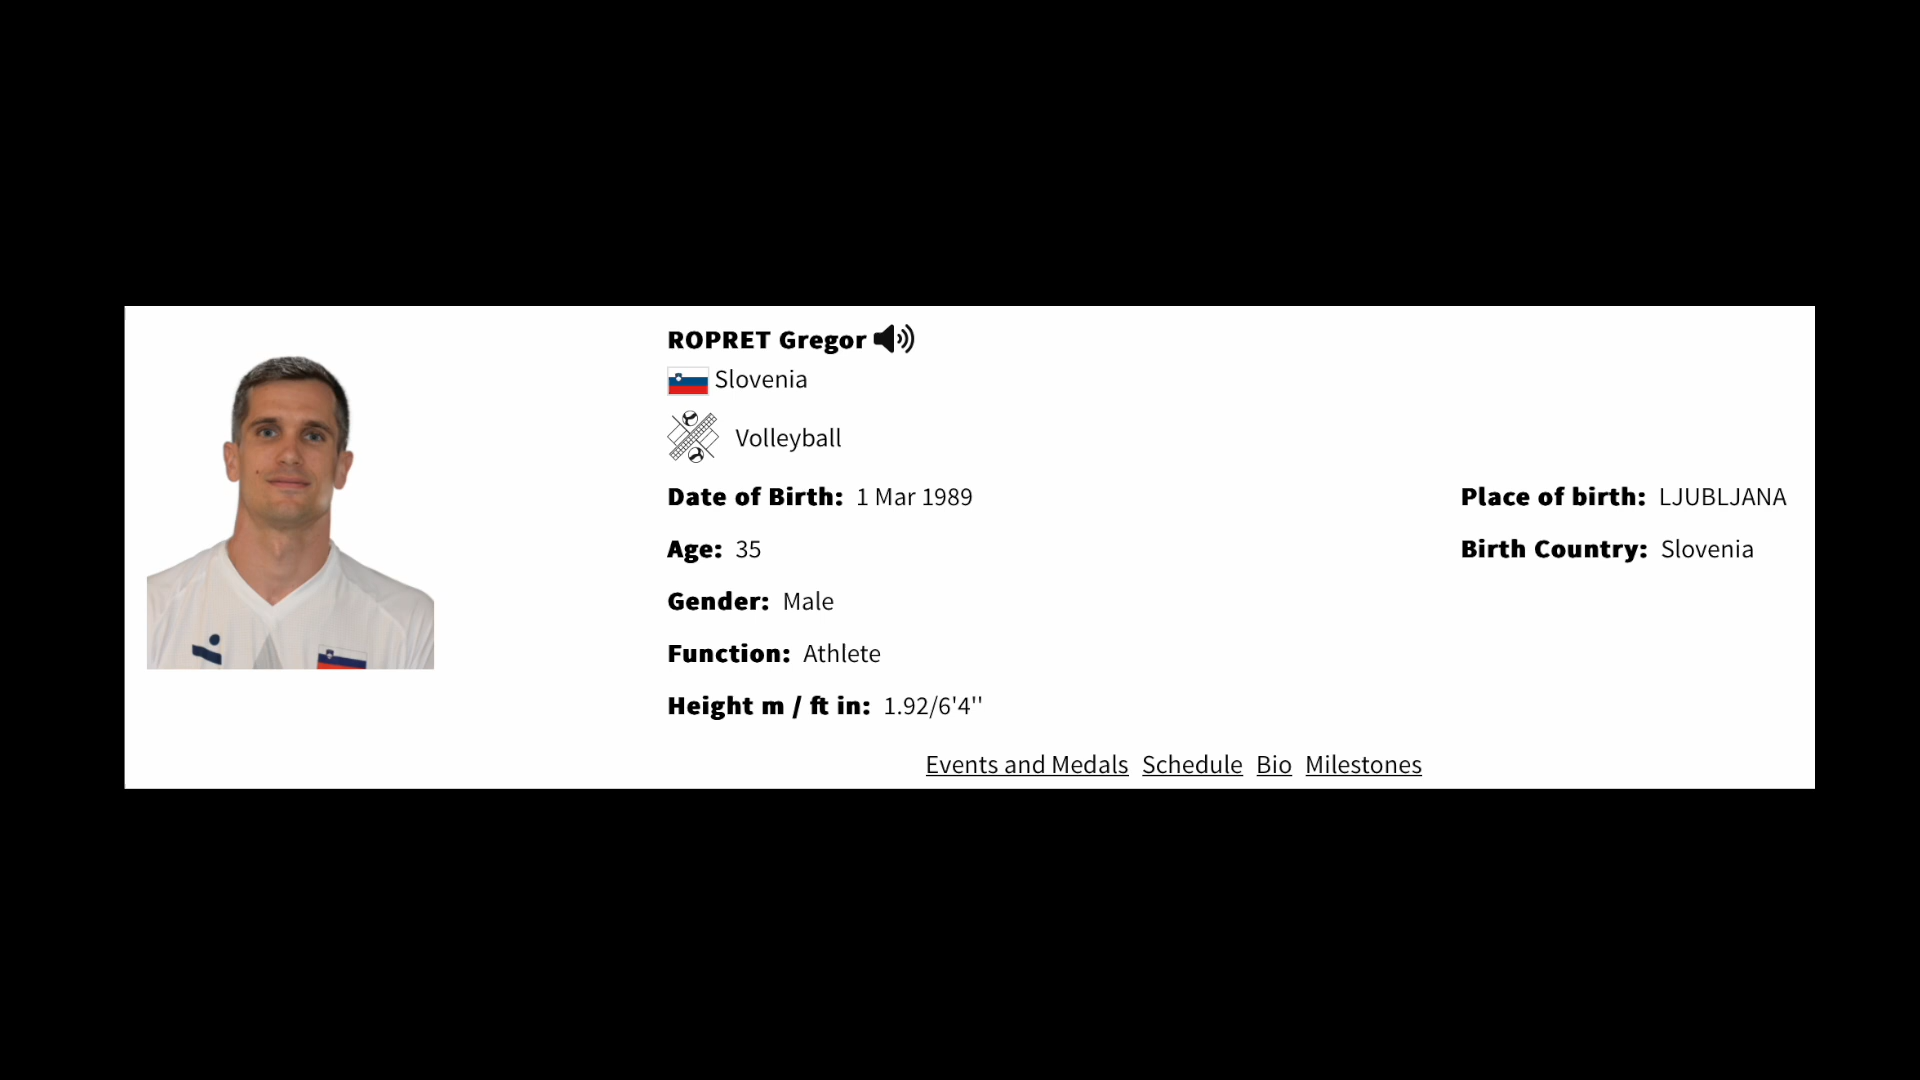 ROPRET Gregor
Slovenia
Volleyball
Date of Birth: 1 Mar 1989
Place of birth: LJUBLJANA
Age: 35
Birth Country: Slovenia
Gender: Male
Function: Athlete
Height m / ft in: 1.92/6'4''
Events and Medals Schedule Bio Milestones